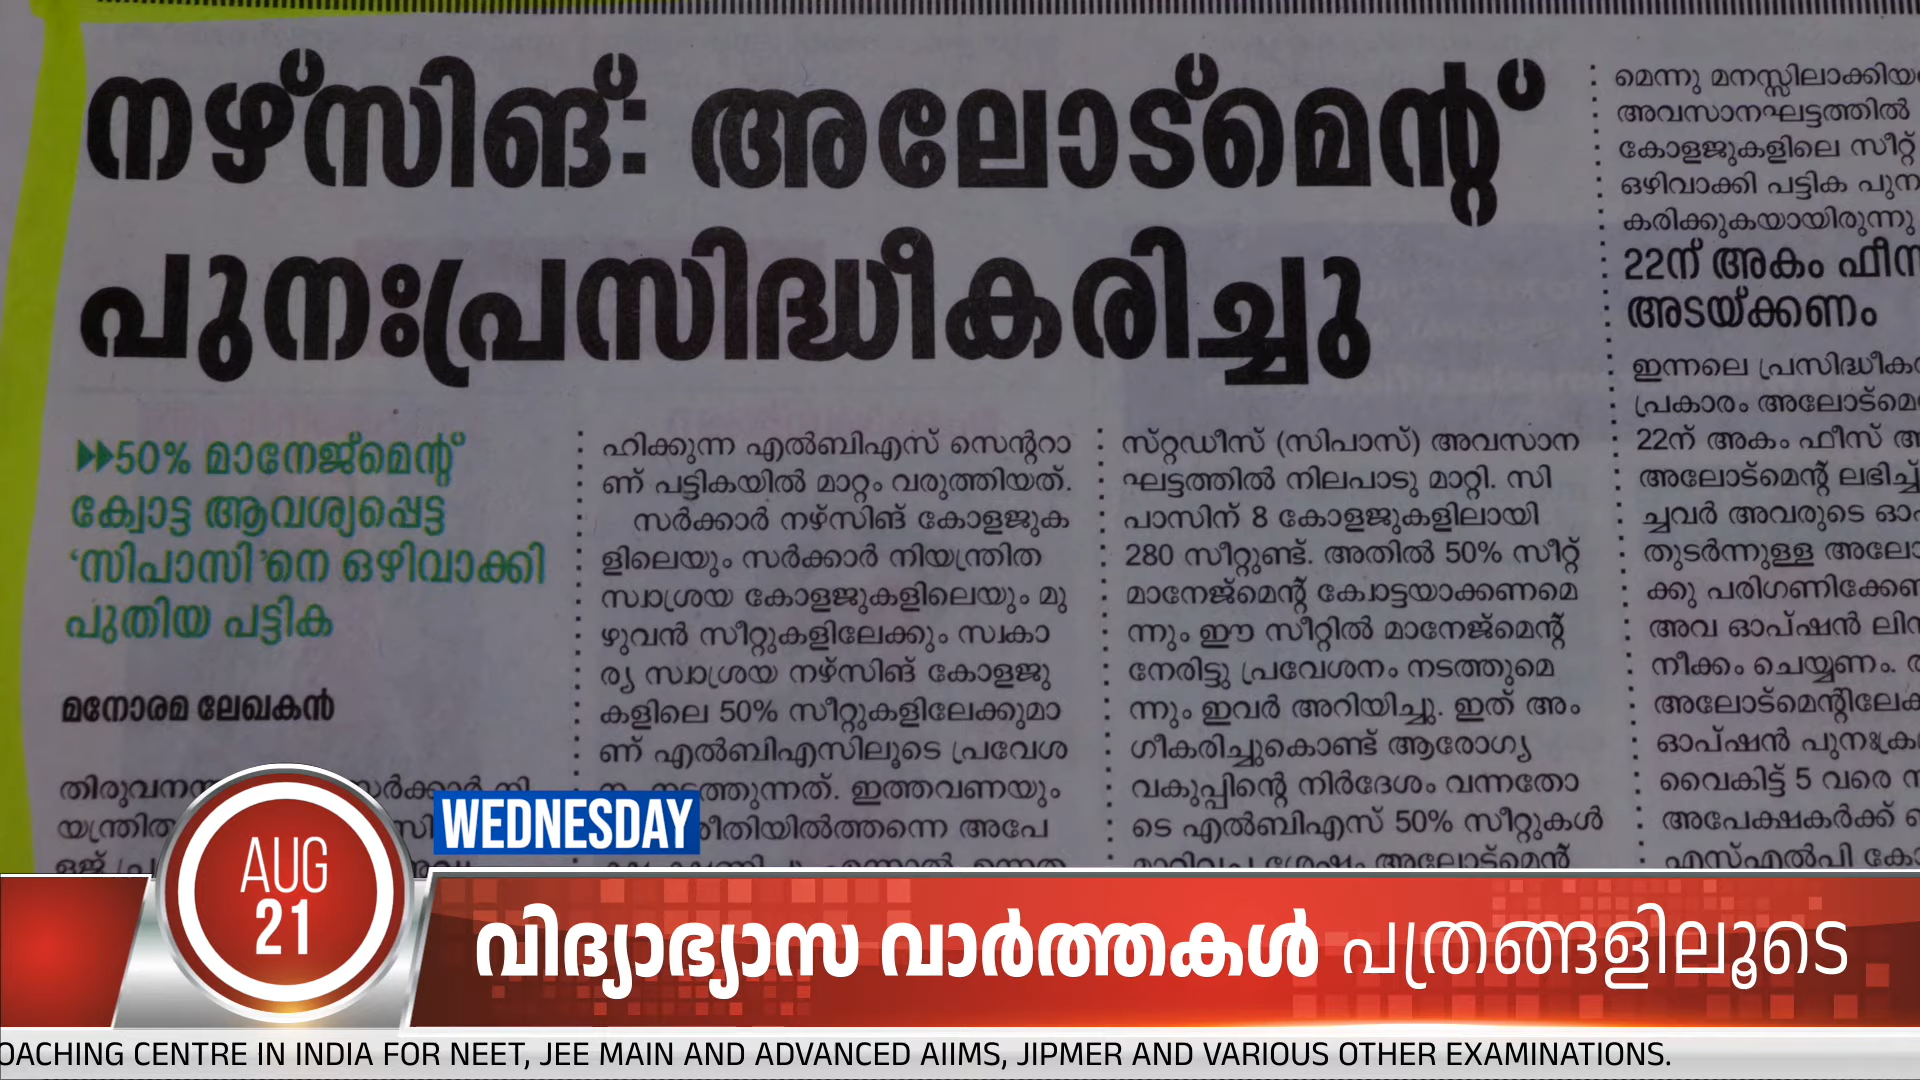 നഴ്സിങ്: അലോട്മെന്റ്
പുനഃപ്രസിദ്ധീകരിച്ചു
50% മാനേജ്മെന്റ്
ക്വോട്ട ആവശ്യപ്പെട്ട
‘സിപാസി’നെ ഒഴിവാക്കി
പുതിയ പട്ടിക
മനോരമ ലേഖകൻ
ഹിക്കുന്ന എൽബിഎസ് സെന്ററാ
ണ് പട്ടികയിൽ മാറ്റം വരുത്തിയത്.
സർക്കാർ നഴ്സിങ് കോളജുക
ളിലെയും സർക്കാർ നിയന്ത്രിത
സ്വാശ്രയ കോളജുകളിലെയും മു
ഴുവൻ സീറ്റുകളിലേക്കും സ്വകാ
ര്യ സ്വാശ്രയ നഴ്സിങ് കോളജു
കളിലെ 50% സീറ്റുകളിലേക്കുമാ
ണ് എൽബിഎസിലൂടെ പ്രവേശ
നം നടത്തുന്നത്. ഇത്തവണയും
രീതിയിൽത്തന്നെ അപേ
സ്റ്റഡീസ് (സിപാസ്) അവസാന
ഘട്ടത്തിൽ നിലപാടു മാറ്റി. സി
പാസിന് 8 കോളജുകളിലായി
280 സീറ്റുണ്ട്. അതിൽ 50% സീറ്റ്
മാനേജ്മെന്റ് ക്വോട്ടയാക്കണമെ
ന്നും ഈ സീറ്റിൽ മാനേജ്മെന്റ്
നേരിട്ടു പ്രവേശനം നടത്തുമെ
ന്നും ഇവർ അറിയിച്ചു. ഇത് അം
ഗീകരിച്ചുകൊണ്ട് ആരോഗ്യ
വകുപ്പിന്റെ നിർദേശം വന്നതോ
ടെ എൽബിഎസ് 50% സീറ്റുകൾ
മെന്നു
അവസാനഘട്ടത്തിൽ
കോളജുകളിലെ സീറ്റ്
ഒഴിവാക്കി പട്ടിക
കരിക്കുകയായിരുന്നു
22ന് അകം
അടയ്ക്കണം
ഇന്നലെ
പ്രകാരം
22ന് അകം ഫീസ്
അലോട്മെന്റ്
ച്ചവർ അവരുടെ
തുടർന്നുള്ള
ക്കു
അവ ഓപ്ഷൻ
നീക്കം ചെയ്യണം.
ഓപ്ഷൻ
വൈകിട്ട് 5 വരെ
അപേക്ഷകർക്ക്
എസ്എൽപി
WEDNESDAY
AUG
21
വിദ്യാഭ്യാസ വാർത്തകൾ പത്രങ്ങളിലൂടെ
OACHING CENTRE IN INDIA FOR NEET, JEE MAIN AND ADVANCED AIIMS, JIPMER AND VARIOUS OTHER EXAMINATIONS.